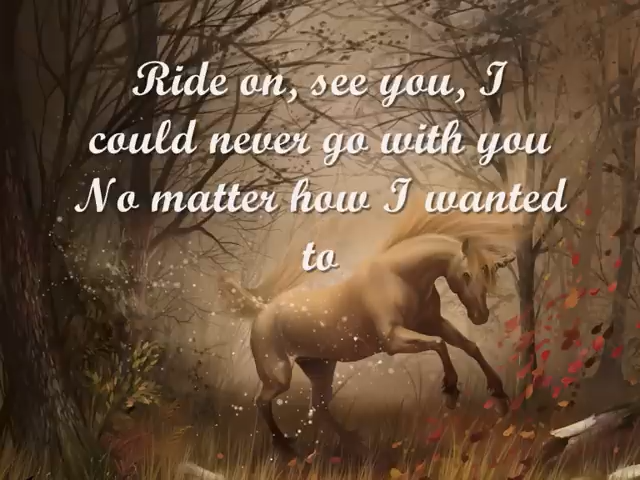 Ride on, see you, I
could never go with you
No matter how I wanted
to